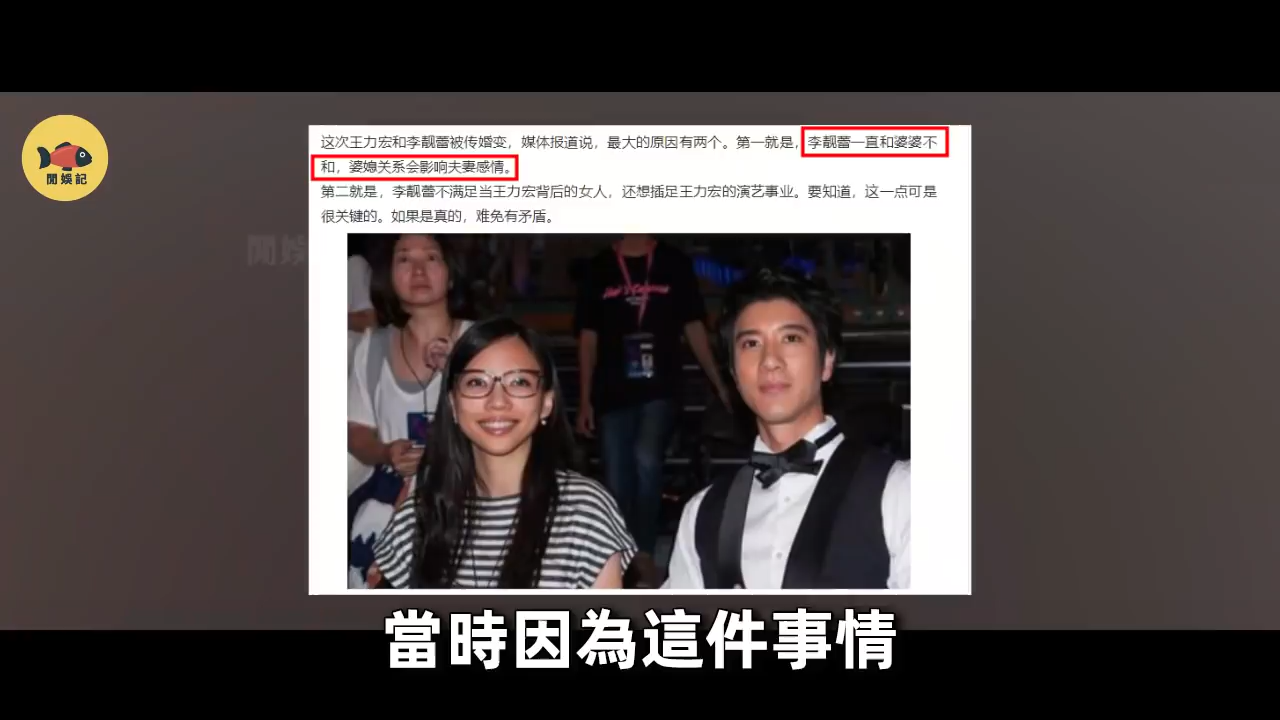 这次王力宏和李靓蕾被传婚变，媒体报道说，最大的原因有两个。第一就是，李靓蕾一直和婆婆不
和，婆媳关系会影响夫妻感情。
第二就是，李靓蕾不满足当王力宏背后的女人，还想插足王力宏的演艺事业。要知道，这一点可是
很关键的。如果是真的，难免有矛盾。
聞娛記
聞娛
當時因為這件事情